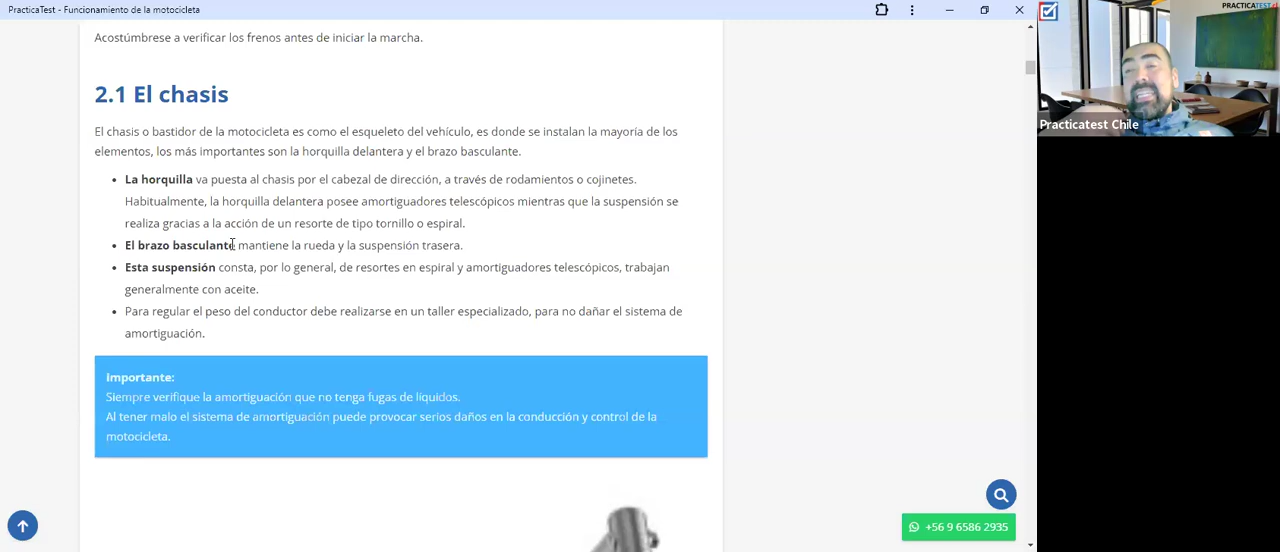 PracticaTest - Funcionamiento de la motocicleta
PRACTICATEST.cl
Acostúmbrese a verificar los frenos antes de iniciar la marcha.
2.1 El chasis
El chasis o bastidor de la motocicleta es como el esqueleto del vehículo, es donde se instalan la mayoría de los
elementos, los más importantes son la horquilla delantera y el brazo basculante.
Practicatest Chile
• La horquilla va puesta al chasis por el cabezal de dirección, a través de rodamientos o cojinetes.
Habitualmente, la horquilla delantera posee amortiguadores telescópicos mientras que la suspensión se
realiza gracias a la acción de un resorte de tipo tornillo o espiral.
• El brazo basculante mantiene la rueda y la suspensión trasera.
• Esta suspensión consta, por lo general, de resortes en espiral y amortiguadores telescópicos, trabajan
generalmente con aceite.
• Para regular el peso del conductor debe realizarse en un taller especializado, para no dañar el sistema de
amortiguación.
Importante:
Siempre verifique la amortiguación que no tenga fugas de líquidos.
Al tener malo el sistema de amortiguación puede provocar serios daños en la conducción y control de la
motocicleta.
+56 9 6586 2935